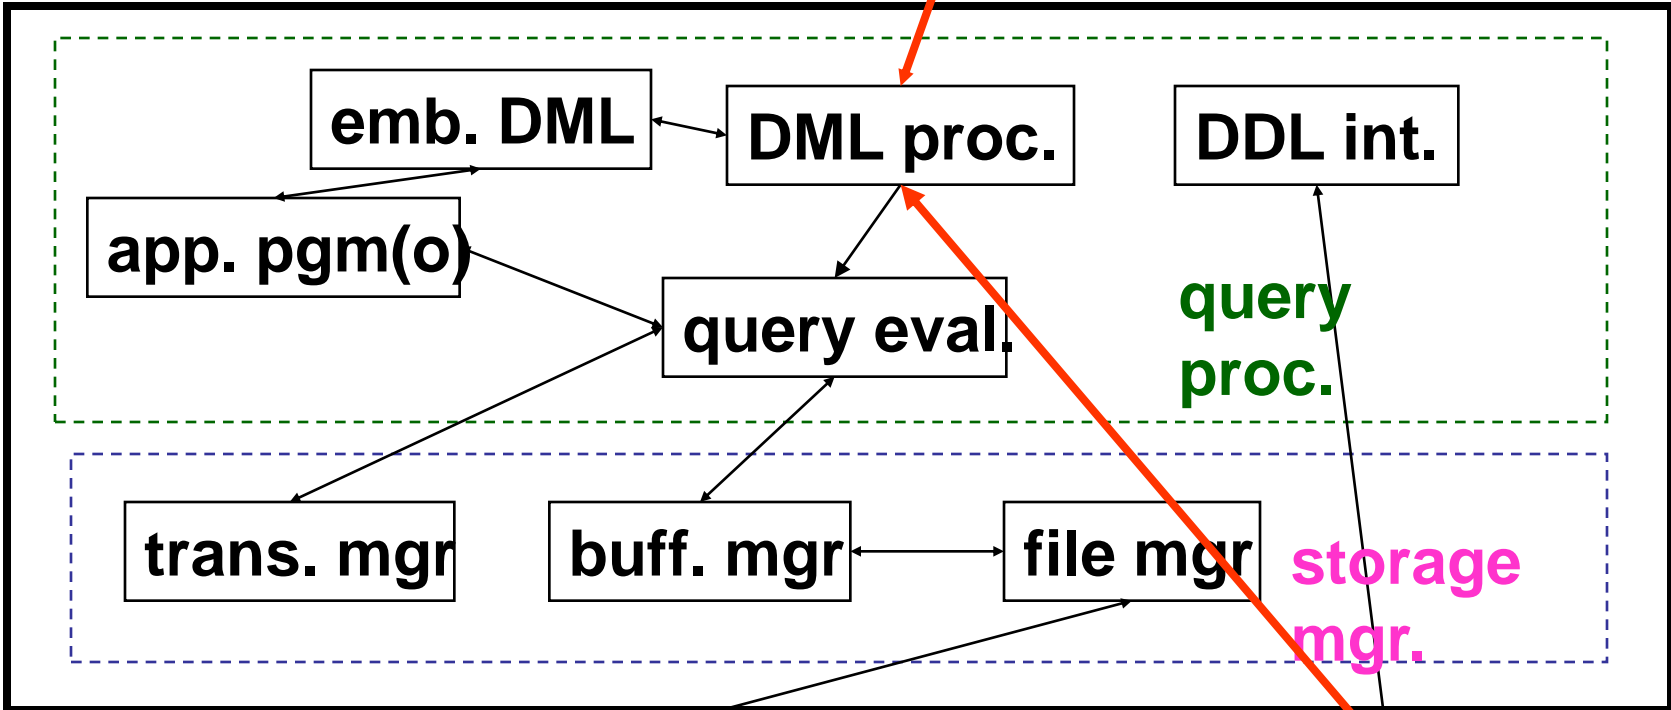 emb. DML
DML proc.
DDL int.
app. pgm(o)
query eval.
query
proc.
trans. mgr
buff. mgr
file mgr
storage
mgr.